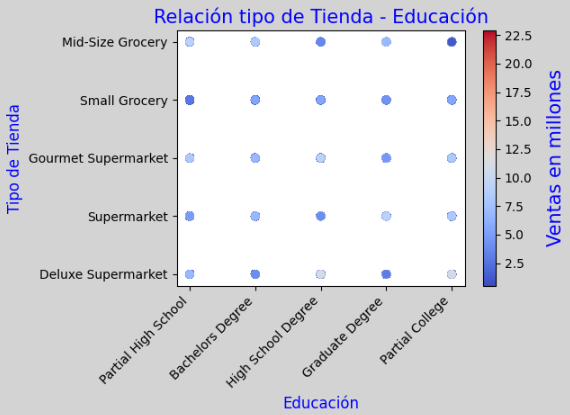 Relación tipo de Tienda - Educación
Mid-Size Grocery
Small Grocery
Gourmet Supermarket
Supermarket
Deluxe Supermarket
Tipo de Tienda
Partial High School
Bachelors Degree
High School Degree
Graduate Degree
Partial College
Educación
22.5
20.0
17.5
15.0
12.5
10.0
7.5
5.0
2.5
Ventas en millones